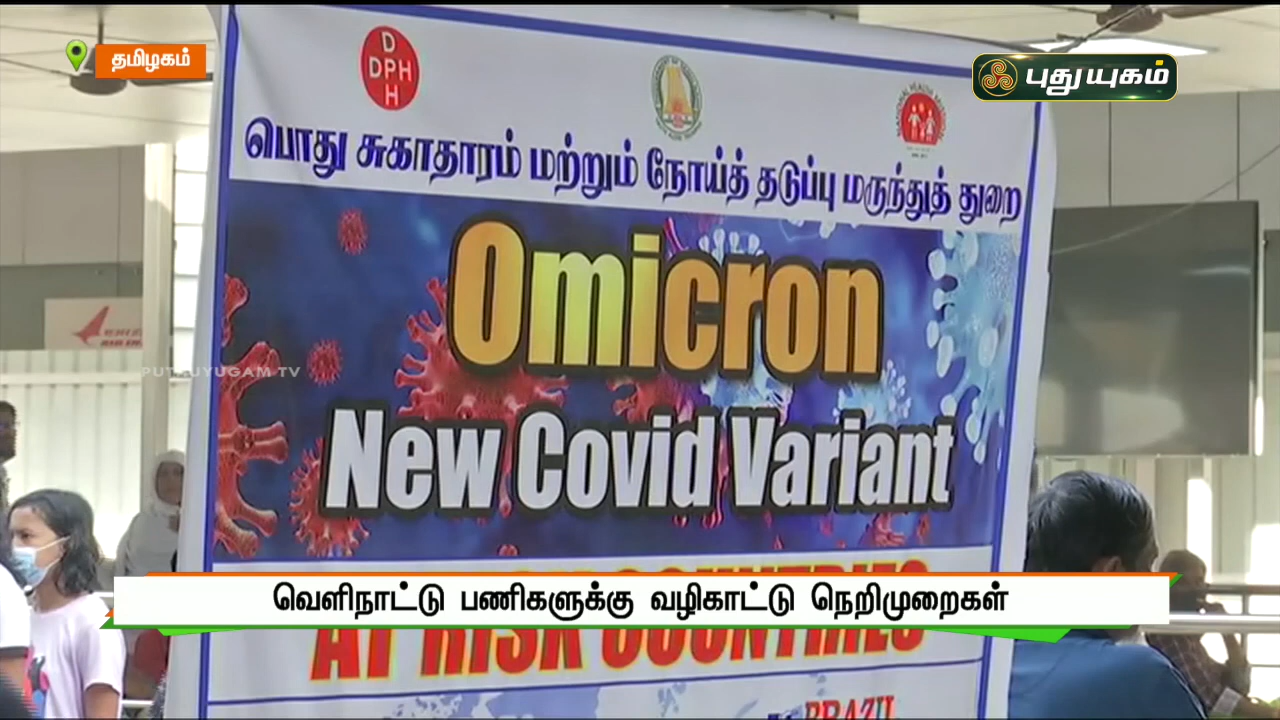 தமிழகம்
புதுயுகம்
D
DPH
H
பொது சுகாதாரம் மற்றும் நோய்த் தடுப்பு மருந்துத் துறை
Omicron
New Covid Variant
PUTHUYUGAM TV
வெளிநாட்டு பணிகளுக்கு வழிகாட்டு நெறிமுறைகள்
AT RISK COUNTRIES
BRAZIL